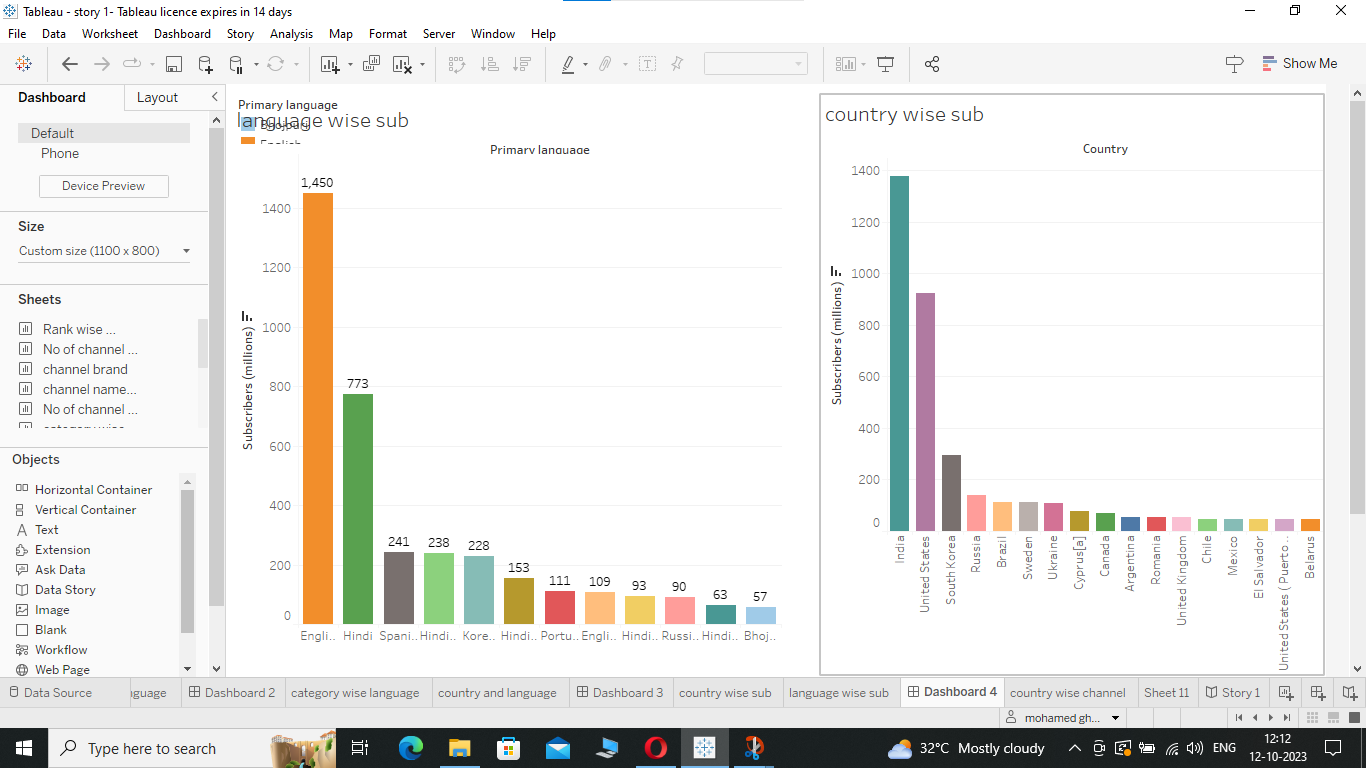 Tableau - story 1- Tableau licence expires in 14 days
File Data Worksheet Dashboard Story Analysis Map Format Server Window Help
Show Me
Dashboard
Layout
Default
Phone
Device Preview
Size
Custom size (1100 x 800)
Sheets
Rank wise ...
No of channel ...
channel brand
channel name...
No of channel ...
Objects
Horizontal Container
Vertical Container
Text
Extension
Ask Data
Data Story
Image
Blank
Workflow
Web Page
Primary language
language wise sub
English
Primary language
Subscribers (millions)
1400
1200
1000
800
600
400
200
0
1,450
773
241
238
228
153
111
109
93
90
63
57
Engli..
Hindi
Spani..
Hindi..
Kore..
Hindi..
Portu..
Engli..
Hindi..
Russi..
Hindi..
Bhoj..
country wise sub
Country
Subscribers (millions)
1400
1200
1000
800
600
400
200
0
India
United States
South Korea
Russia
Brazil
Sweden
Ukraine
Cyprus[a]
Canada
Argentina
Romania
United Kingdom
Chile
Mexico
El Salvador
United States ( Puerto ..
Belarus
Data Source
nguage
Dashboard 2
category wise language
country and language
Dashboard 3
country wise sub
language wise sub
Dashboard 4
country wise channel
Sheet 11
Story 1
mohamed gh...
Type here to search
32°C Mostly cloudy
ENG
12:12
12-10-2023